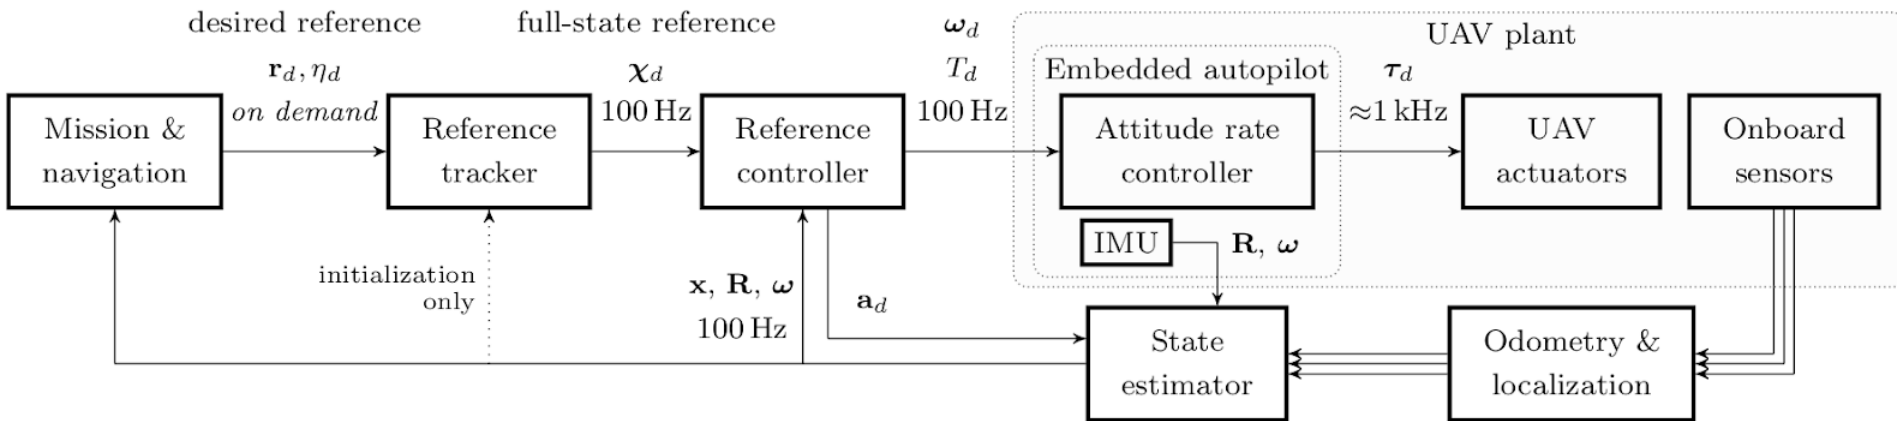 desired reference
full-state reference
𝝎_d
UAV plant
r_d, η_d
χ_d
T_d
Embedded autopilot
τ_d
on demand
100 Hz
100 Hz
≈1 kHz
Mission &
navigation
Reference
tracker
Reference
controller
Attitude rate
controller
UAV
actuators
Onboard
sensors
IMU
R, ω
initialization
only
x, R, ω
100 Hz
a_d
State
estimator
Odometry &
localization